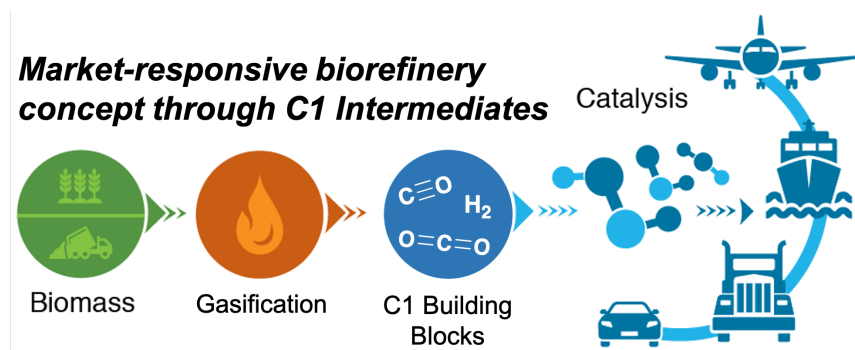 Market-responsive biorefinery
concept through C1 Intermediates
Catalysis
C≡O
H₂
O=C=O
Biomass
Gasification
C1 Building
Blocks